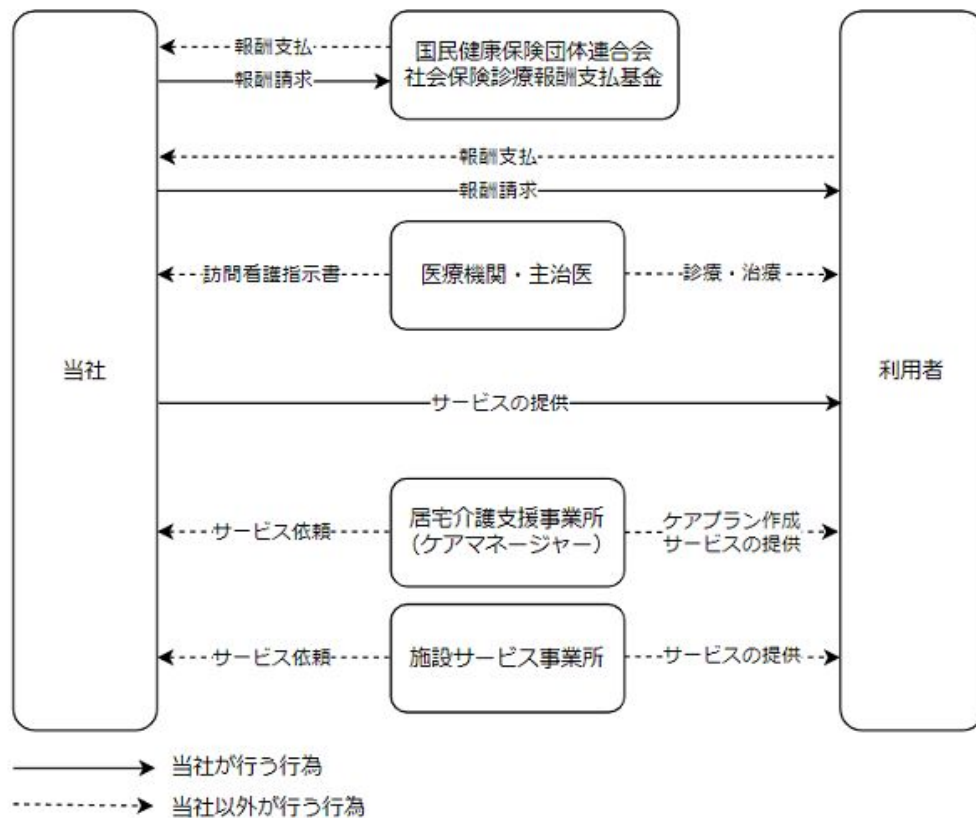 報酬支払
国民健康保険団体連合会
社会保険診療報酬支払基金
報酬請求
報酬支払
報酬請求
訪問看護指示書
医療機関・主治医
診療・治療
当社
利用者
サービスの提供
サービス依頼
居宅介護支援事業所
（ケアマネージャー）
ケアプラン作成
サービスの提供
サービス依頼
施設サービス事業所
サービスの提供
当社が行う行為
当社以外が行う行為